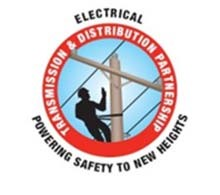 ELECTRICAL
TRANSMISSION & DISTRIBUTION PARTNERSHIP
POWERING SAFETY TO NEW HEIGHTS